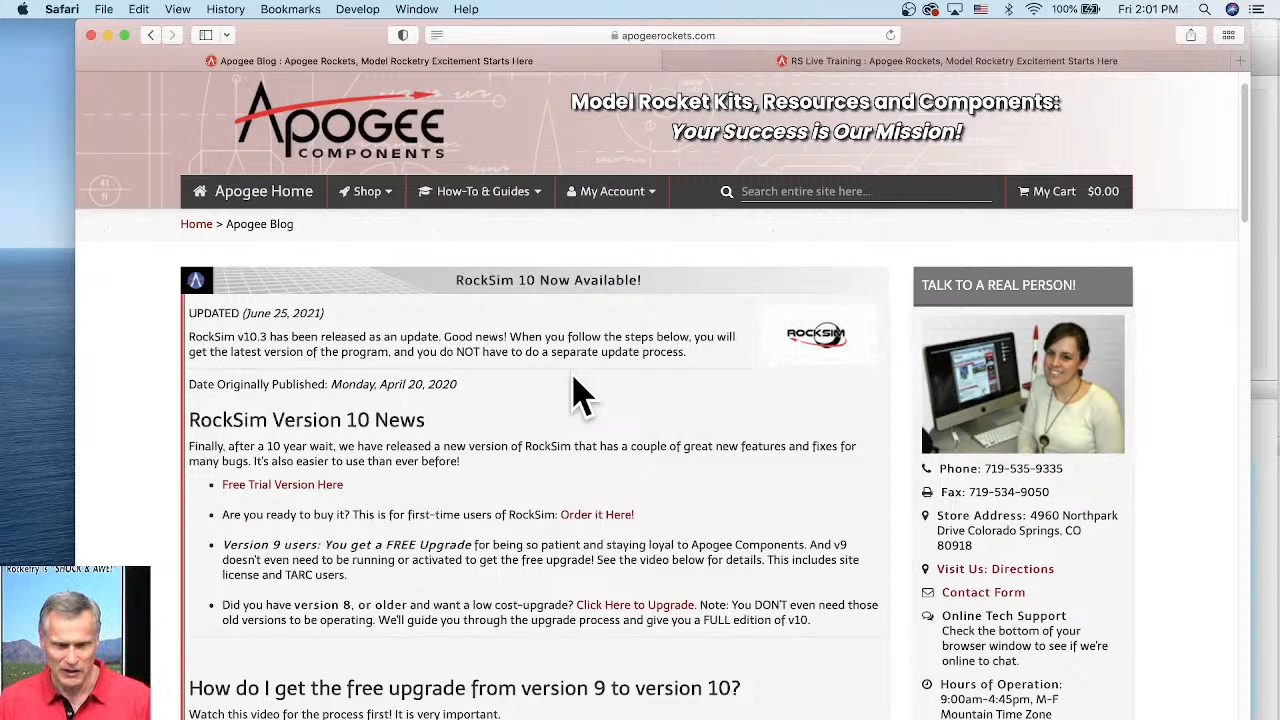 Safari File Edit View History Bookmarks Develop Window Help 100% Fri 2:01 PM
apogeerockets.com
Apogee Blog : Apogee Rockets, Model Rocketry Excitement Starts Here
RS Live Training : Apogee Rockets, Model Rocketry Excitement Starts Here
APOGEE
COMPONENTS
Model Rocket Kits, Resources and Components:
Your Success is Our Mission!
Apogee Home Shop How-To & Guides My Account Search entire site here... My Cart $0.00
Home > Apogee Blog
RockSim 10 Now Available!
UPDATED (June 25, 2021)
RockSim v10.3 has been released as an update. Good news! When you follow the steps below, you will
get the latest version of the program, and you do NOT have to do a separate update process.
ROCKSIM
Date Originally Published: Monday, April 20, 2020
RockSim Version 10 News
Finally, after a 10 year wait, we have released a new version of RockSim that has a couple of great new features and fixes for
many bugs. It's also easier to use than ever before!
• Free Trial Version Here
• Are you ready to buy it? This is for first-time users of RockSim: Order it Here!
• Version 9 users: You get a FREE Upgrade for being so patient and staying loyal to Apogee Components. And v9
doesn't even need to be running or activated to get the free upgrade! See the video below for details. This includes site
license and TARC users.
• Did you have version 8, or older and want a low cost-upgrade? Click Here to Upgrade. Note: You DON'T even need those
old versions to be operating. We'll guide you through the upgrade process and give you a FULL edition of v10.
How do I get the free upgrade from version 9 to version 10?
Watch this video for the process first! It is very important.
TALK TO A REAL PERSON!
Phone: 719-535-9335
Fax: 719-534-9050
Store Address: 4960 Northpark
Drive Colorado Springs, CO
80918
Visit Us: Directions
Contact Form
Online Tech Support
Check the bottom of your
browser window to see if we're
online to chat.
Hours of Operation:
9:00am-4:45pm, M-F
Mountain Time Zone
Rocketry is "SHOCK & AWE!"